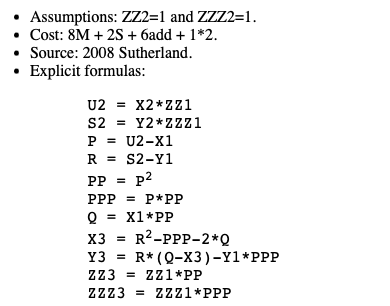 • Assumptions: ZZ2=1 and ZZZ2=1.
• Cost: 8M + 2S + 6add + 1*2.
• Source: 2008 Sutherland.
• Explicit formulas:
U2 = X2*ZZ1
S2 = Y2*ZZZ1
P = U2-X1
R = S2-Y1
PP = P²
PPP = P*PP
Q = X1*PP
X3 = R²-PPP-2*Q
Y3 = R*(Q-X3)-Y1*PPP
ZZ3 = ZZ1*PP
ZZZ3 = ZZZ1*PPP